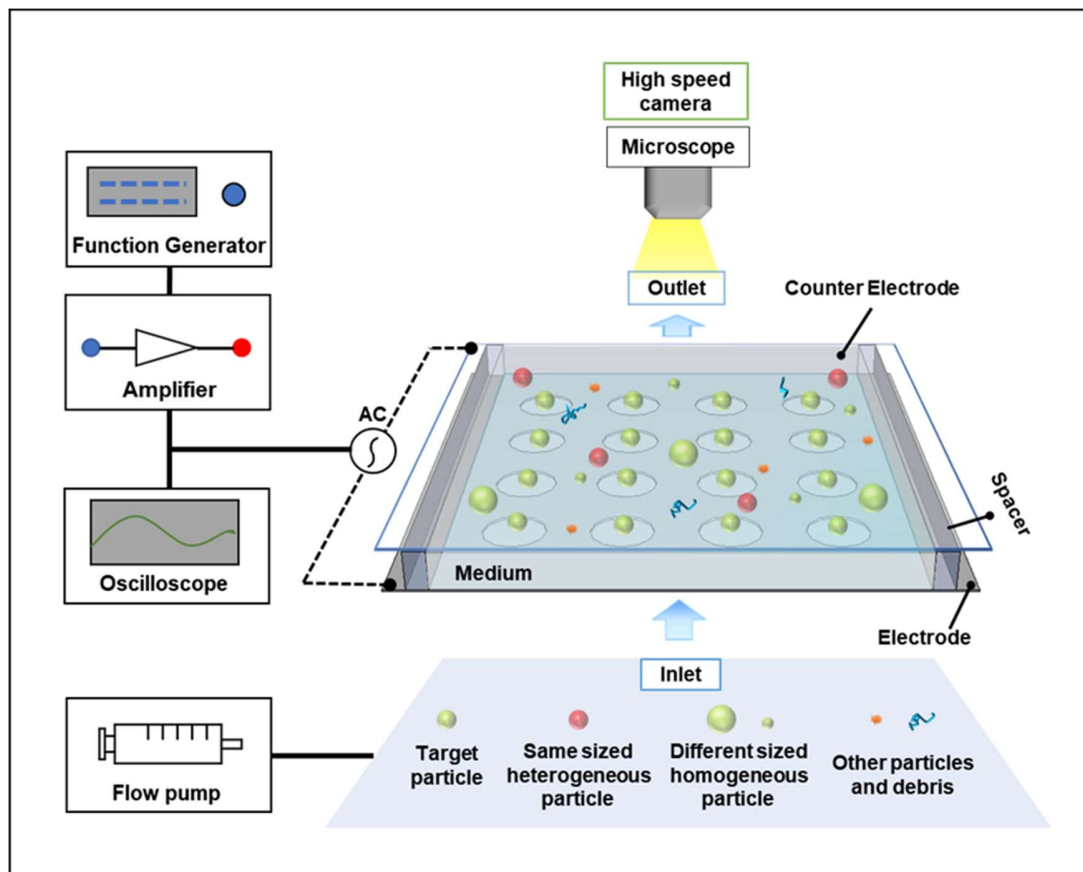 High speed
camera
Microscope
Function Generator
Outlet
Counter Electrode
Amplifier
AC
Spacer
Oscilloscope
Medium
Electrode
Inlet
Flow pump
Target
particle
Same sized
heterogeneous
particle
Different sized
homogeneous
particle
Other particles
and debris